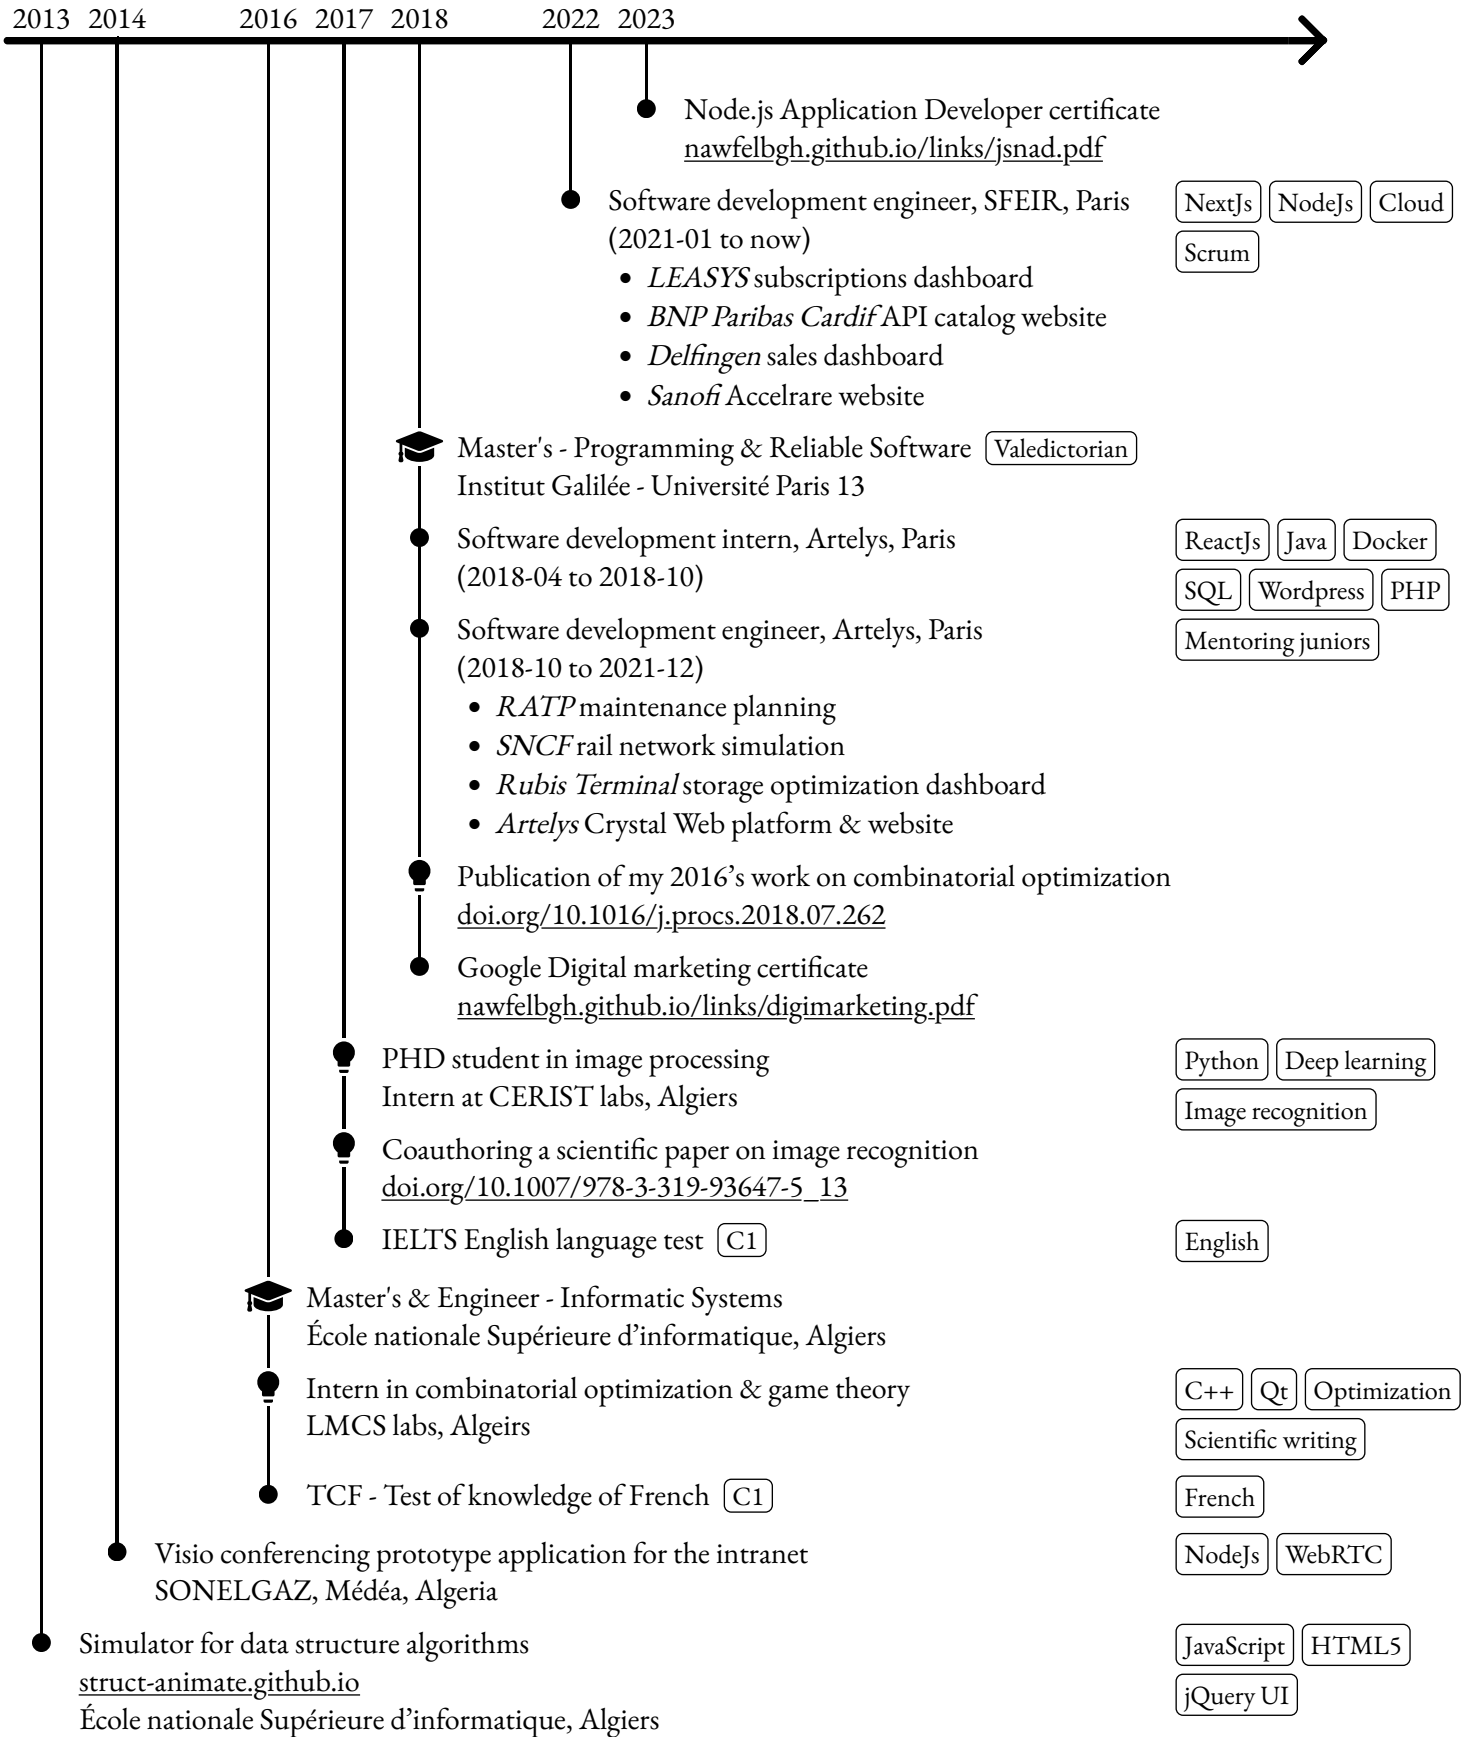 2013 2014 2016 2017 2018 2022 2023
Node.js Application Developer certificate
nawfelbgh.github.io/links/jsnad.pdf
Software development engineer, SFEIR, Paris NextJs NodeJs Cloud
(2021-01 to now) Scrum
• LEASYS subscriptions dashboard
• BNP Paribas Cardif API catalog website
• Delfingen sales dashboard
• Sanofi Accelrare website
Master's - Programming & Reliable Software Valedictorian
Institut Galilée - Université Paris 13
Software development intern, Artelys, Paris ReactJs Java Docker
(2018-04 to 2018-10) SQL Wordpress PHP
Software development engineer, Artelys, Paris Mentoring juniors
(2018-10 to 2021-12)
• RATP maintenance planning
• SNCF rail network simulation
• Rubis Terminal storage optimization dashboard
• Artelys Crystal Web platform & website
Publication of my 2016’s work on combinatorial optimization
doi.org/10.1016/j.procs.2018.07.262
Google Digital marketing certificate
nawfelbgh.github.io/links/digimarketing.pdf
PHD student in image processing Python Deep learning
Intern at CERIST labs, Algiers Image recognition
Coauthoring a scientific paper on image recognition
doi.org/10.1007/978-3-319-93647-5_13
IELTS English language test C1 English
Master's & Engineer - Informatic Systems
École nationale Supérieure d’informatique, Algiers
Intern in combinatorial optimization & game theory C++ Qt Optimization
LMCS labs, Algeirs Scientific writing
TCF - Test of knowledge of French C1 French
Visio conferencing prototype application for the intranet NodeJs WebRTC
SONELGAZ, Médéa, Algeria
Simulator for data structure algorithms JavaScript HTML5
struct-animate.github.io jQuery UI
École nationale Supérieure d’informatique, Algiers